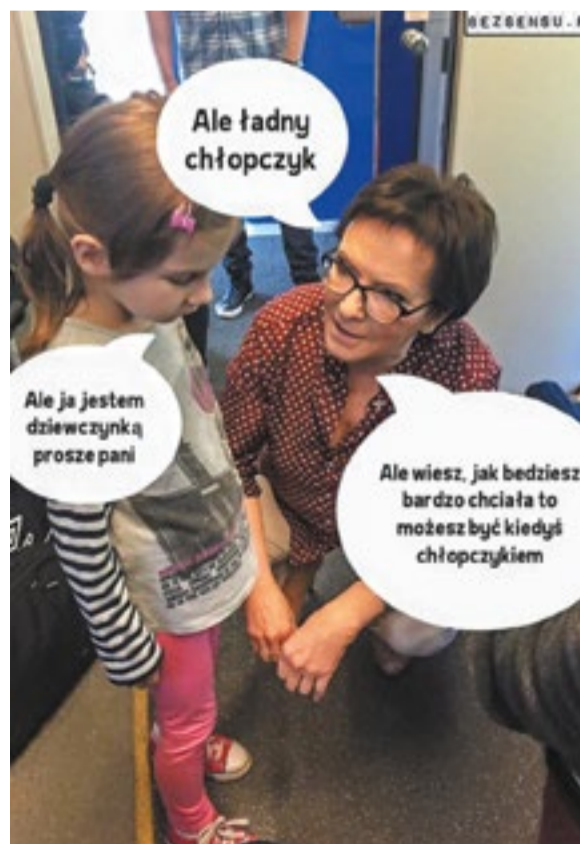 BEZSENSU.
Ale ładny
chłopczyk
Ale ja jestem
dziewczynką
prosze pani
Ale wiesz, jak bedziesz
bardzo chciała to
możesz być kiedyś
chłopczykiem